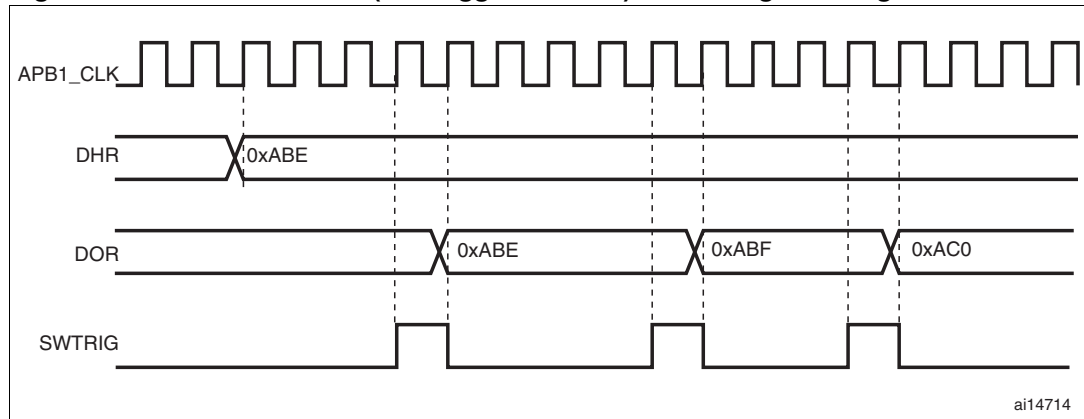 APB1_CLK
DHR
0xABE
DOR
0xABE
0xABF
0xAC0
SWTRIG
ai14714